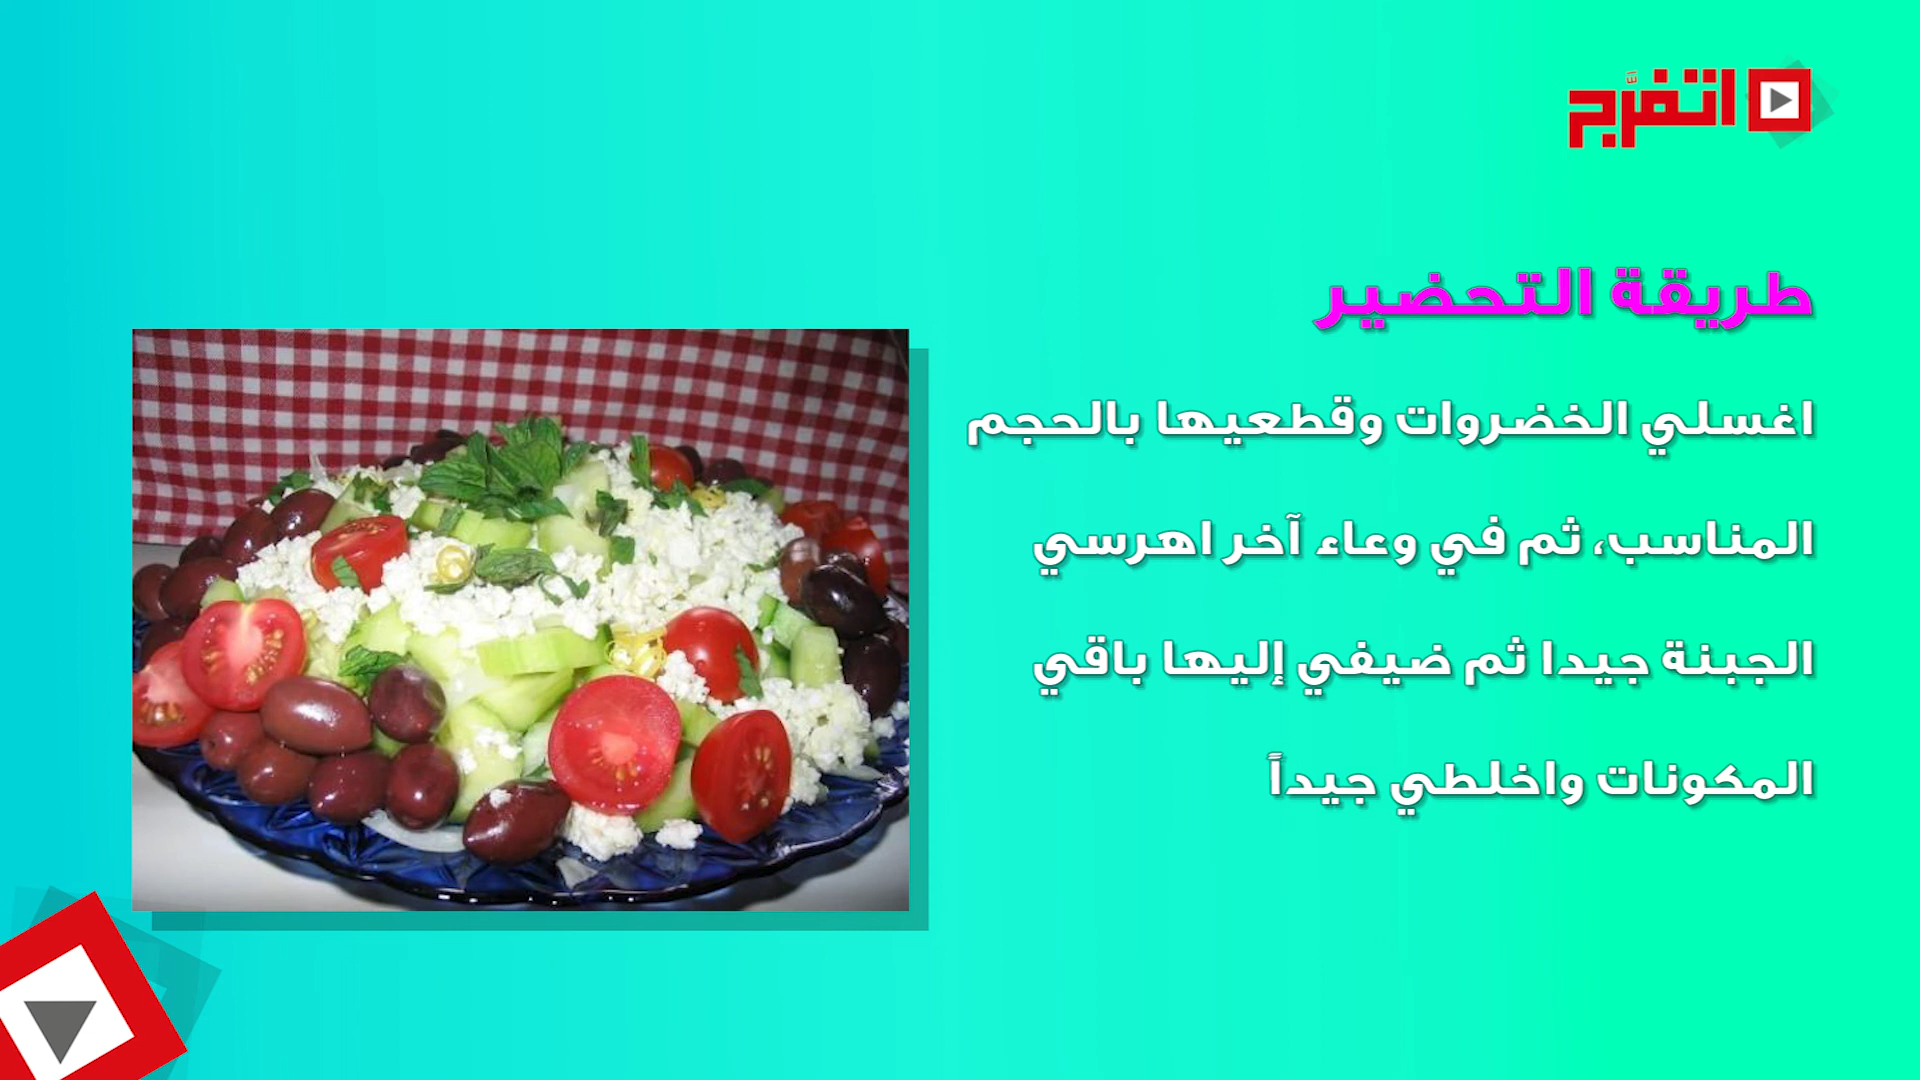 اتفرَّج
طريقة التحضير
اغسلي الخضروات وقطعيها بالحجم
المناسب، ثم في وعاء آخر اهرسي
الجبنة جيدا ثم ضيفي إليها باقي
المكونات واخلطي جيداً